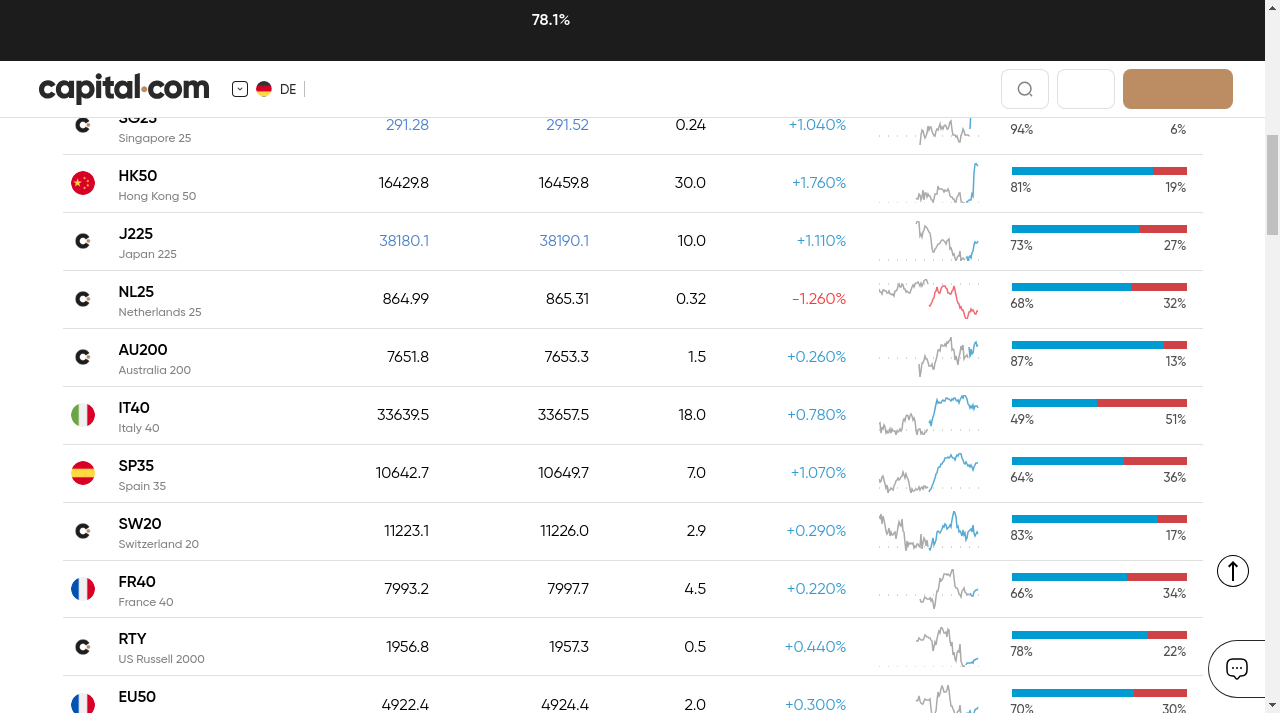 78.1%
capital.com
DE
SG25
Singapore 25
291.28 291.52 0.24 +1.040% 94% 6%
HK50
Hong Kong 50
16429.8 16459.8 30.0 +1.760% 81% 19%
J225
Japan 225
38180.1 38190.1 10.0 +1.110% 73% 27%
NL25
Netherlands 25
864.99 865.31 0.32 -1.260% 68% 32%
AU200
Australia 200
7651.8 7653.3 1.5 +0.260% 87% 13%
IT40
Italy 40
33639.5 33657.5 18.0 +0.780% 49% 51%
SP35
Spain 35
10642.7 10649.7 7.0 +1.070% 64% 36%
SW20
Switzerland 20
11223.1 11226.0 2.9 +0.290% 83% 17%
FR40
France 40
7993.2 7997.7 4.5 +0.220% 66% 34%
RTY
US Russell 2000
1956.8 1957.3 0.5 +0.440% 78% 22%
EU50
4922.4 4924.4 2.0 +0.300% 70% 30%